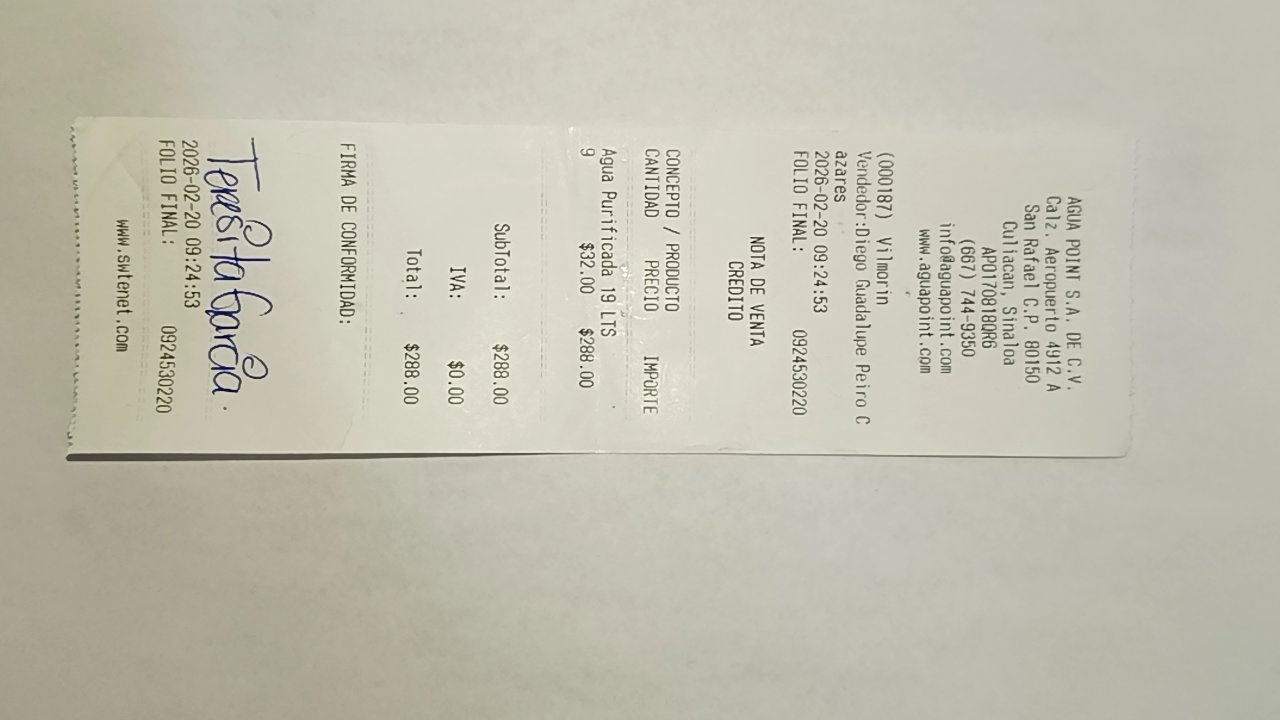 AGUA POINT S.A. DE C.V.
Calz. Aeropuerto 4912 A
San Rafael C.P. 80150
Culiacan, Sinaloa
APO170818QR6
(667) 744-9350
info@aguapoint.com
www.aguapoint.com
(000187) Vilmorin
Vendedor:Diego Guadalupe Peiro C
azares
2026-02-20 09:24:53
FOLIO FINAL: 0924530220
NOTA DE VENTA
CREDITO
CONCEPTO / PRODUCTO
CANTIDAD PRECIO IMPORTE
Agua Purificada 19 LTS
9 $32.00 $288.00
SubTotal: $288.00
IVA: $0.00
Total: $288.00
FIRMA DE CONFORMIDAD:
Teresita García.
2026-02-20 09:24:53
FOLIO FINAL: 0924530220
www.swtenet.com